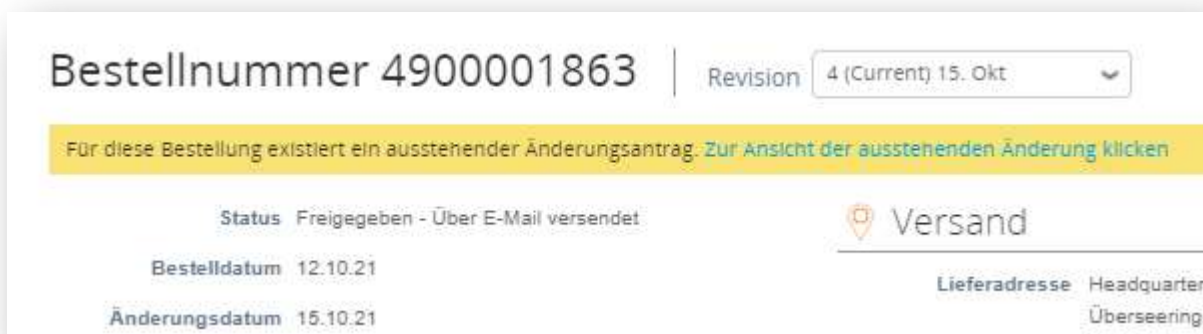 Bestellnummer 4900001863 Revision 4 (Current) 15. Okt
Für diese Bestellung existiert ein ausstehender Änderungsantrag. Zur Ansicht der ausstehenden Änderung klicken
Status Freigegeben - Über E-Mail versendet
Versand
Bestelldatum 12.10.21
Lieferadresse Headquarter
Änderungsdatum 15.10.21
Überseering